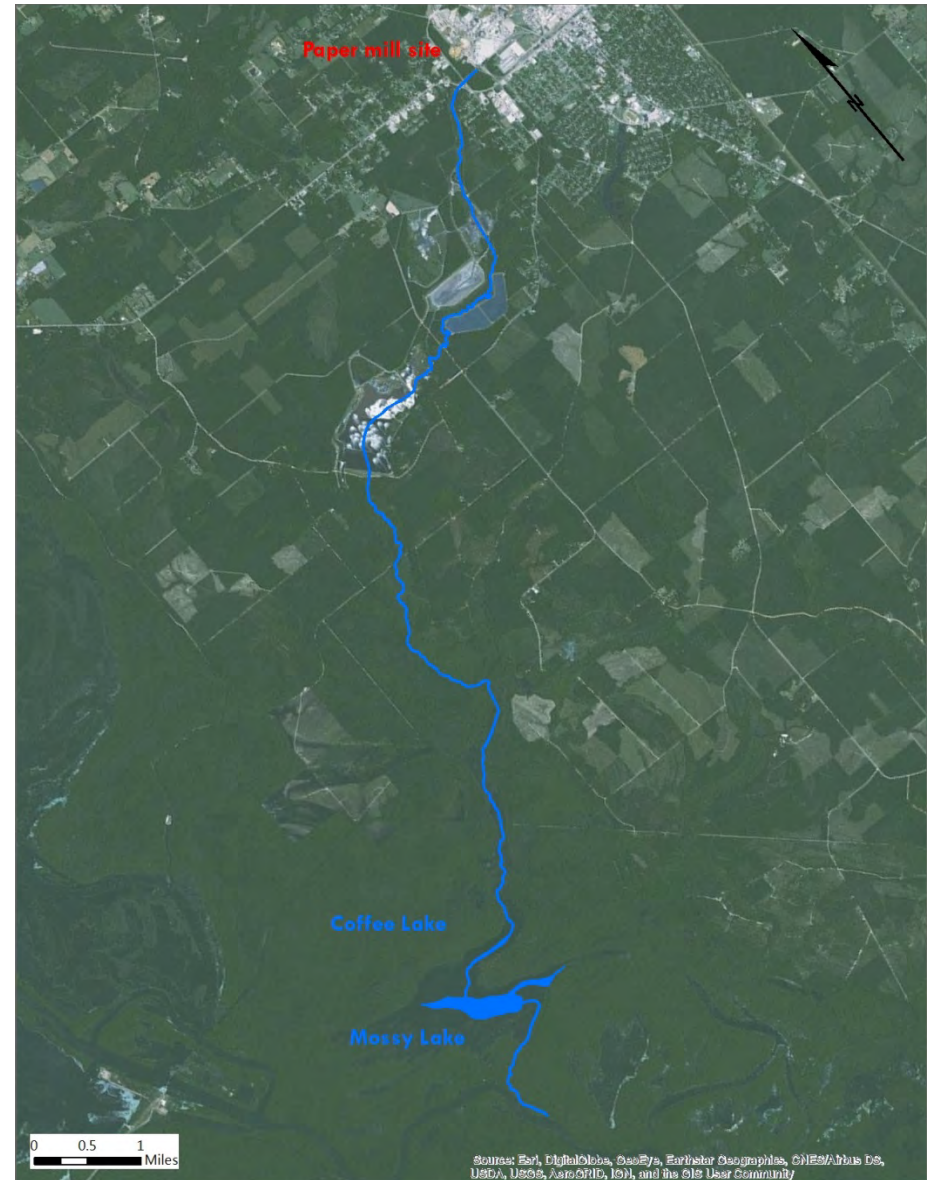 Paper mill site
N
Coffee Lake
Mossy Lake
0 0.5 1
Miles
Source: Esri, DigitalGlobe, GeoEye, Earthstar Geographics, CNES/Airbus DS,
USDA, USGS, AeroGRID, IGN, and the GIS User Community